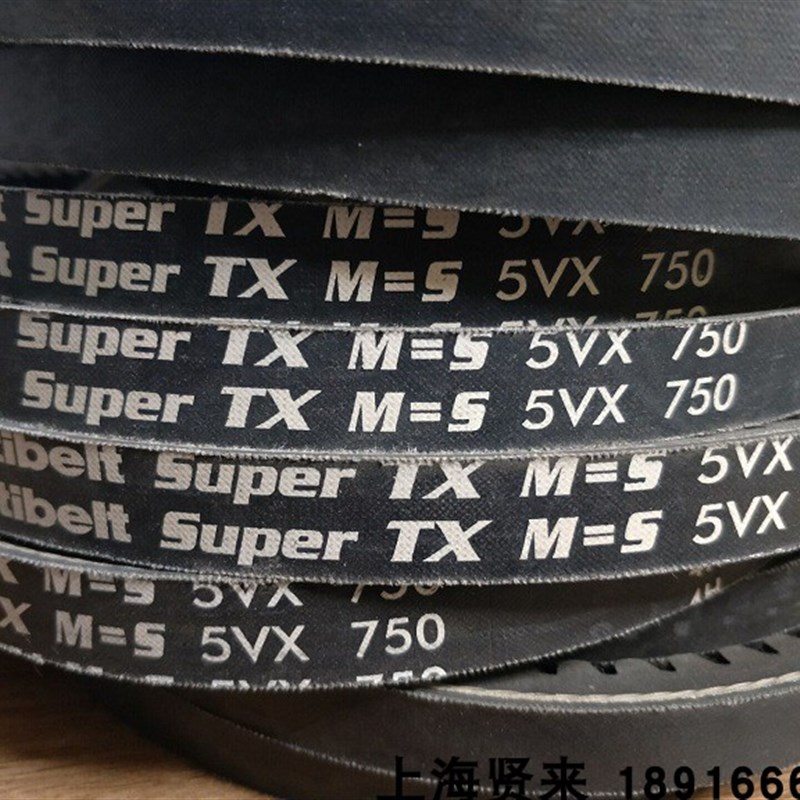 Super TX M=S 5VX
t Super TX M=S 5VX 750
Super TX M=S 5VX 750
Super TX M=S 5VX 750
tibelt Super TX M=S 5VX
tibelt Super TX M=S 5VX
X M=S 5VX 750
X M=S 5VX 750
上海贤来 18916666